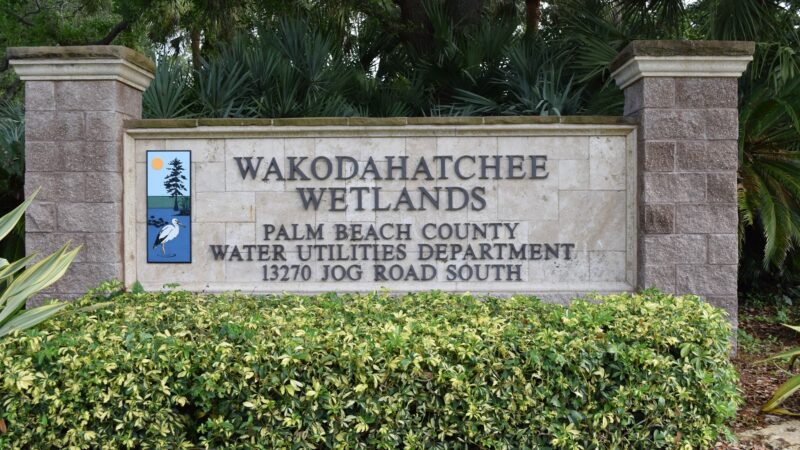 WAKODAHATCHEE
WETLANDS
PALM BEACH COUNTY
WATER UTILITIES DEPARTMENT
13270 JOG ROAD SOUTH